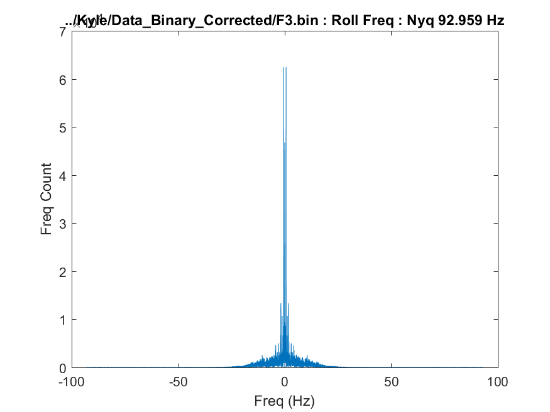 ../Kyle/Data_Binary_Corrected/F3.bin : Roll Freq : Nyq 92.959 Hz
7
6
5
4
3
2
1
0
Freq Count
-100 -50 0 50 100
Freq (Hz)